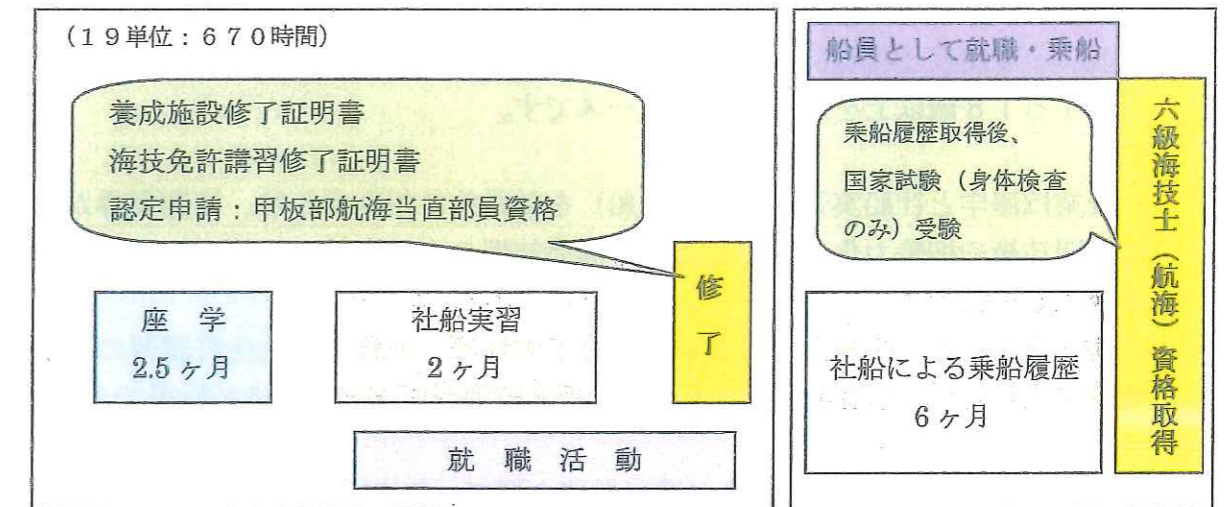 (19単位：670時間)
養成施設修了証明書
海技免許講習修了証明書
認定申請：甲板部航海当直部員資格
修了
座 学
2.5 ヶ月
社船実習
2 ヶ月
就 職 活 動
船員として就職・乗船
乗船履歴取得後、
国家試験（身体検査
のみ）受験
社船による乗船履歴
6 ヶ月
六級海技士（航海）資格取得